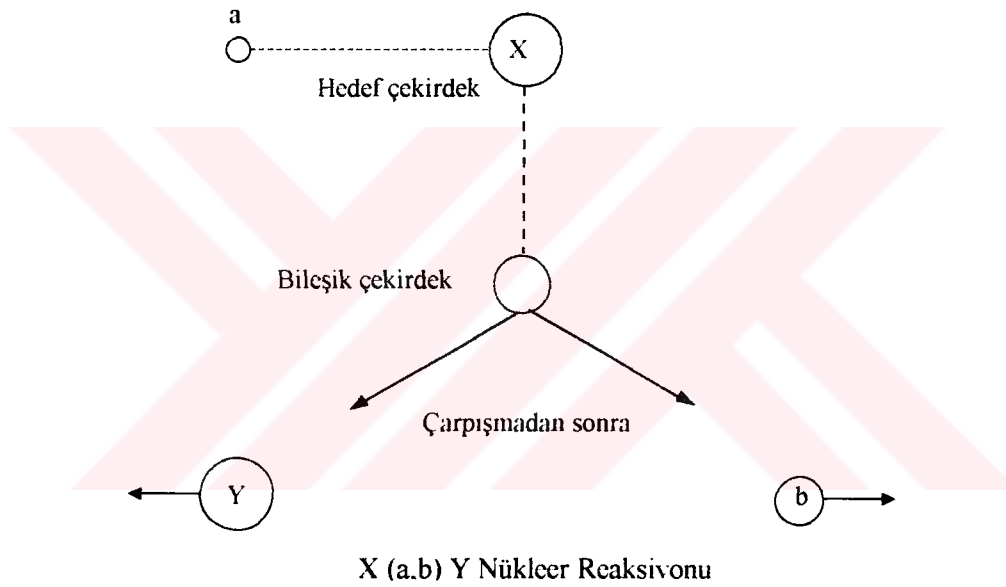 a
X
Hedef çekirdek
Bileşik çekirdek
Çarpışmadan sonra
Y
b
X (a,b) Y Nükleer Reaksiyonu